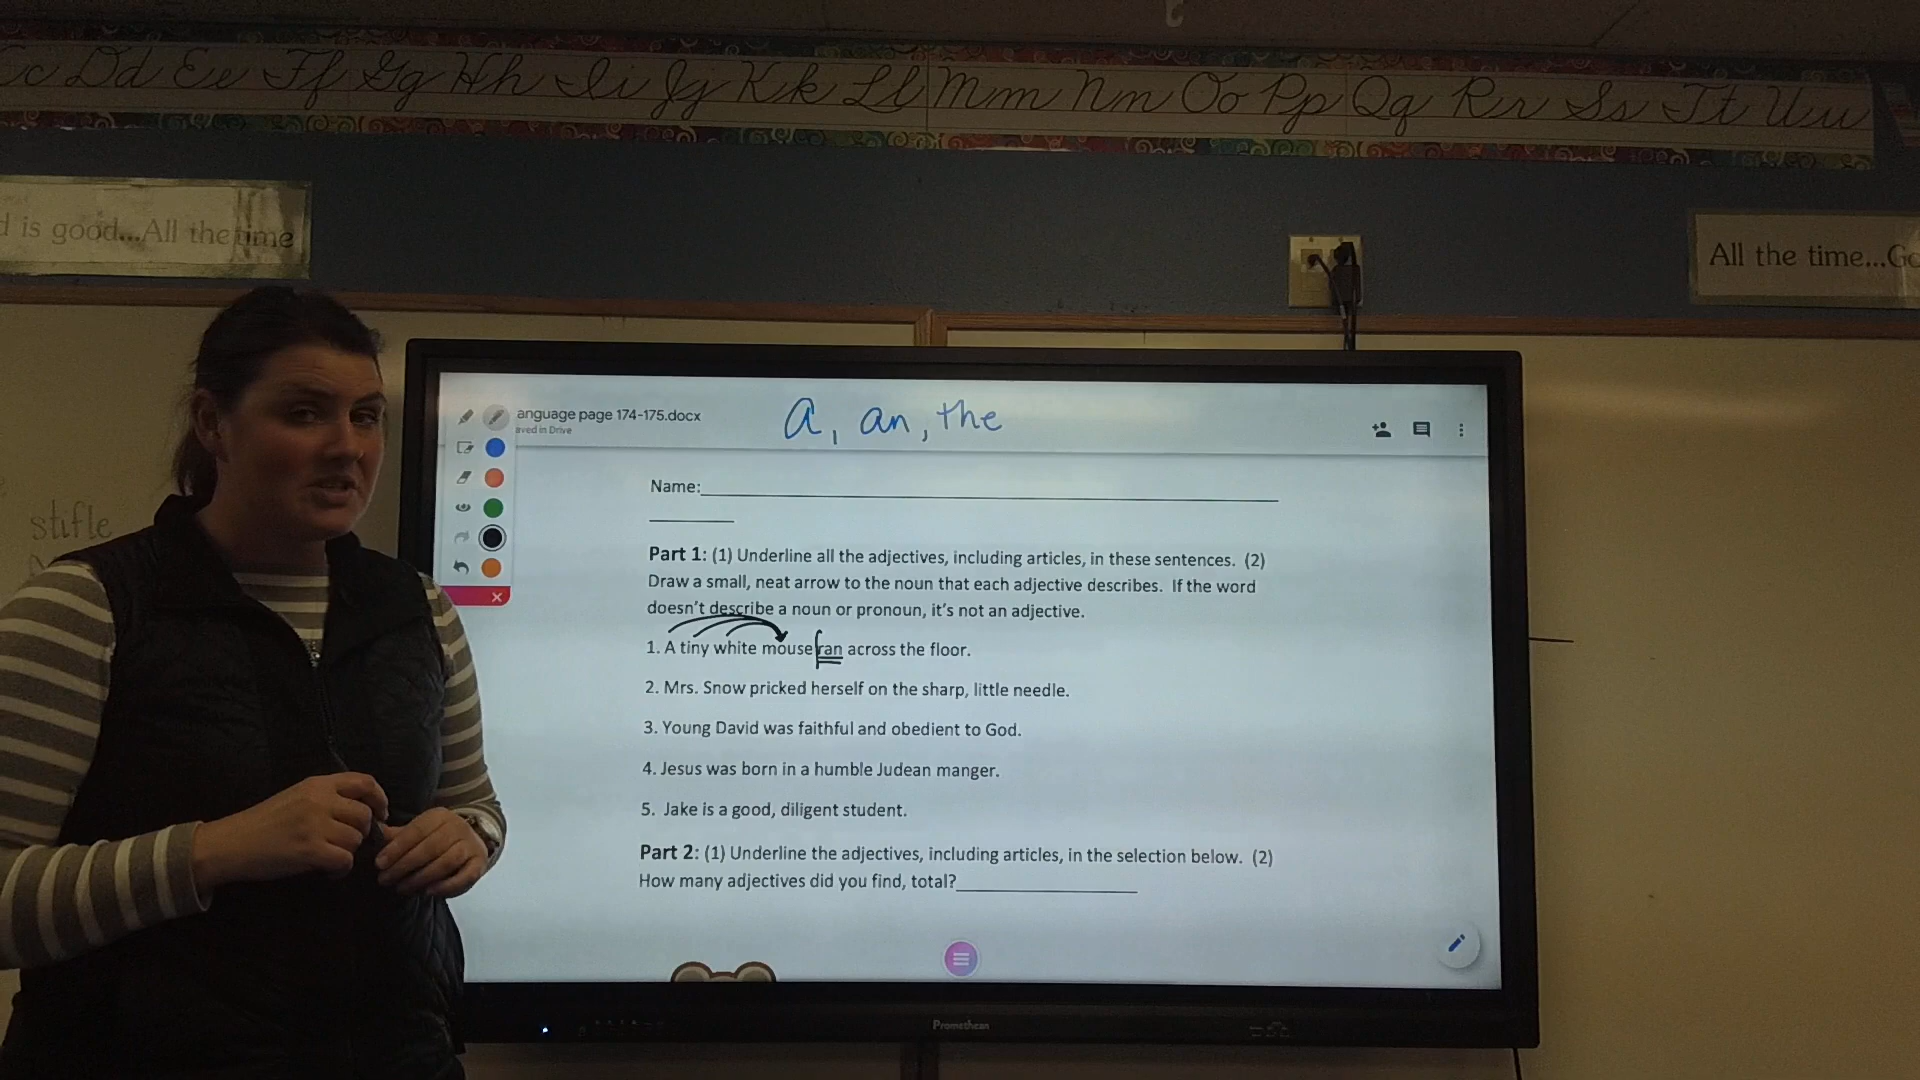 c Dd Ee Ff Gg Hh Ii Jj Kk Ll Mm Nn Oo Pp Qq Rr Ss Tt Uu
d is good...All the time
All the time...Go
stifle
anguage page 174-175.docx
aved in Drive
a, an, the
Name:
Part 1: (1) Underline all the adjectives, including articles, in these sentences. (2)
Draw a small, neat arrow to the noun that each adjective describes. If the word
doesn't describe a noun or pronoun, it's not an adjective.
1. A tiny white mouse ran across the floor.
2. Mrs. Snow pricked herself on the sharp, little needle.
3. Young David was faithful and obedient to God.
4. Jesus was born in a humble Judean manger.
5. Jake is a good, diligent student.
Part 2: (1) Underline the adjectives, including articles, in the selection below. (2)
How many adjectives did you find, total?
Promethean